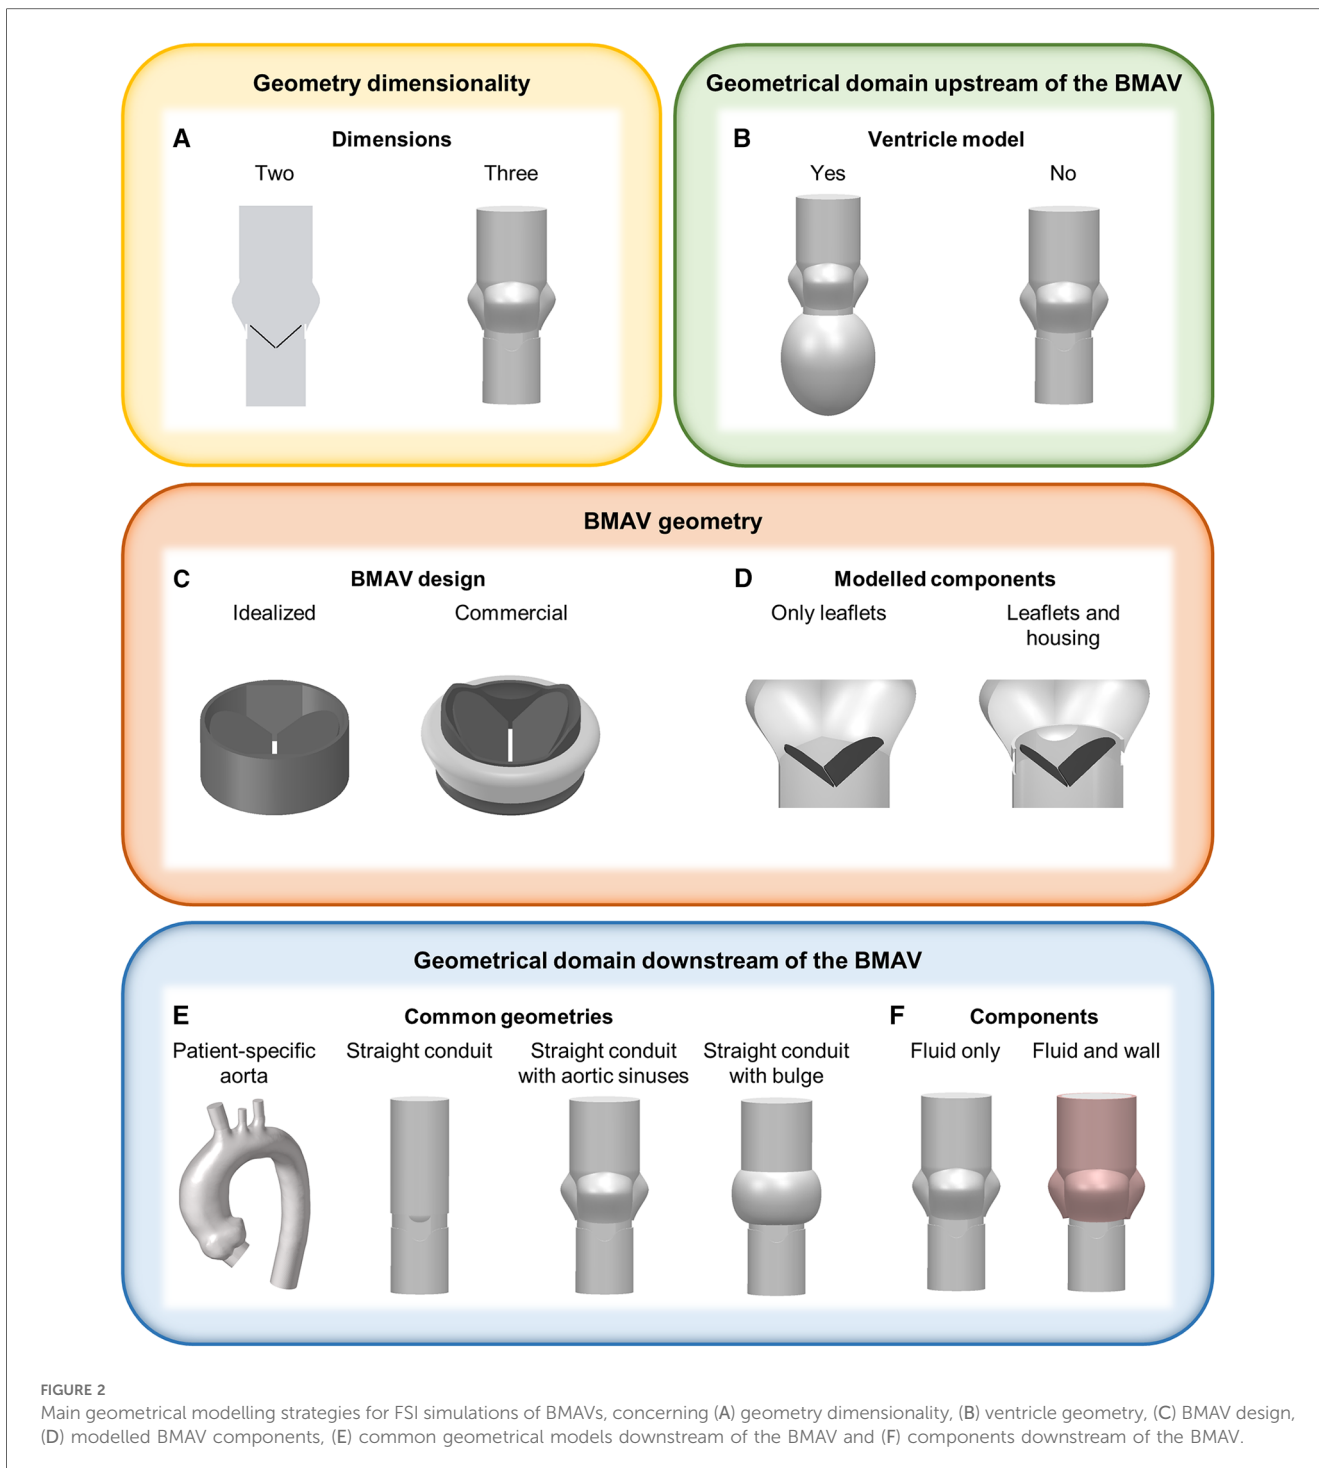 Geometry dimensionality
A
Dimensions
Two
Three
Geometrical domain upstream of the BMAV
B
Ventricle model
Yes
No
BMAV geometry
C
BMAV design
Idealized
Commercial
D
Modelled components
Only leaflets
Leaflets and
housing
Geometrical domain downstream of the BMAV
E
Common geometries
Patient-specific
aorta
Straight conduit
Straight conduit
with aortic sinuses
Straight conduit
with bulge
F
Components
Fluid only
Fluid and wall
FIGURE 2
Main geometrical modelling strategies for FSI simulations of BMAVs, concerning (A) geometry dimensionality, (B) ventricle geometry, (C) BMAV design,
(D) modelled BMAV components, (E) common geometrical models downstream of the BMAV and (F) components downstream of the BMAV.